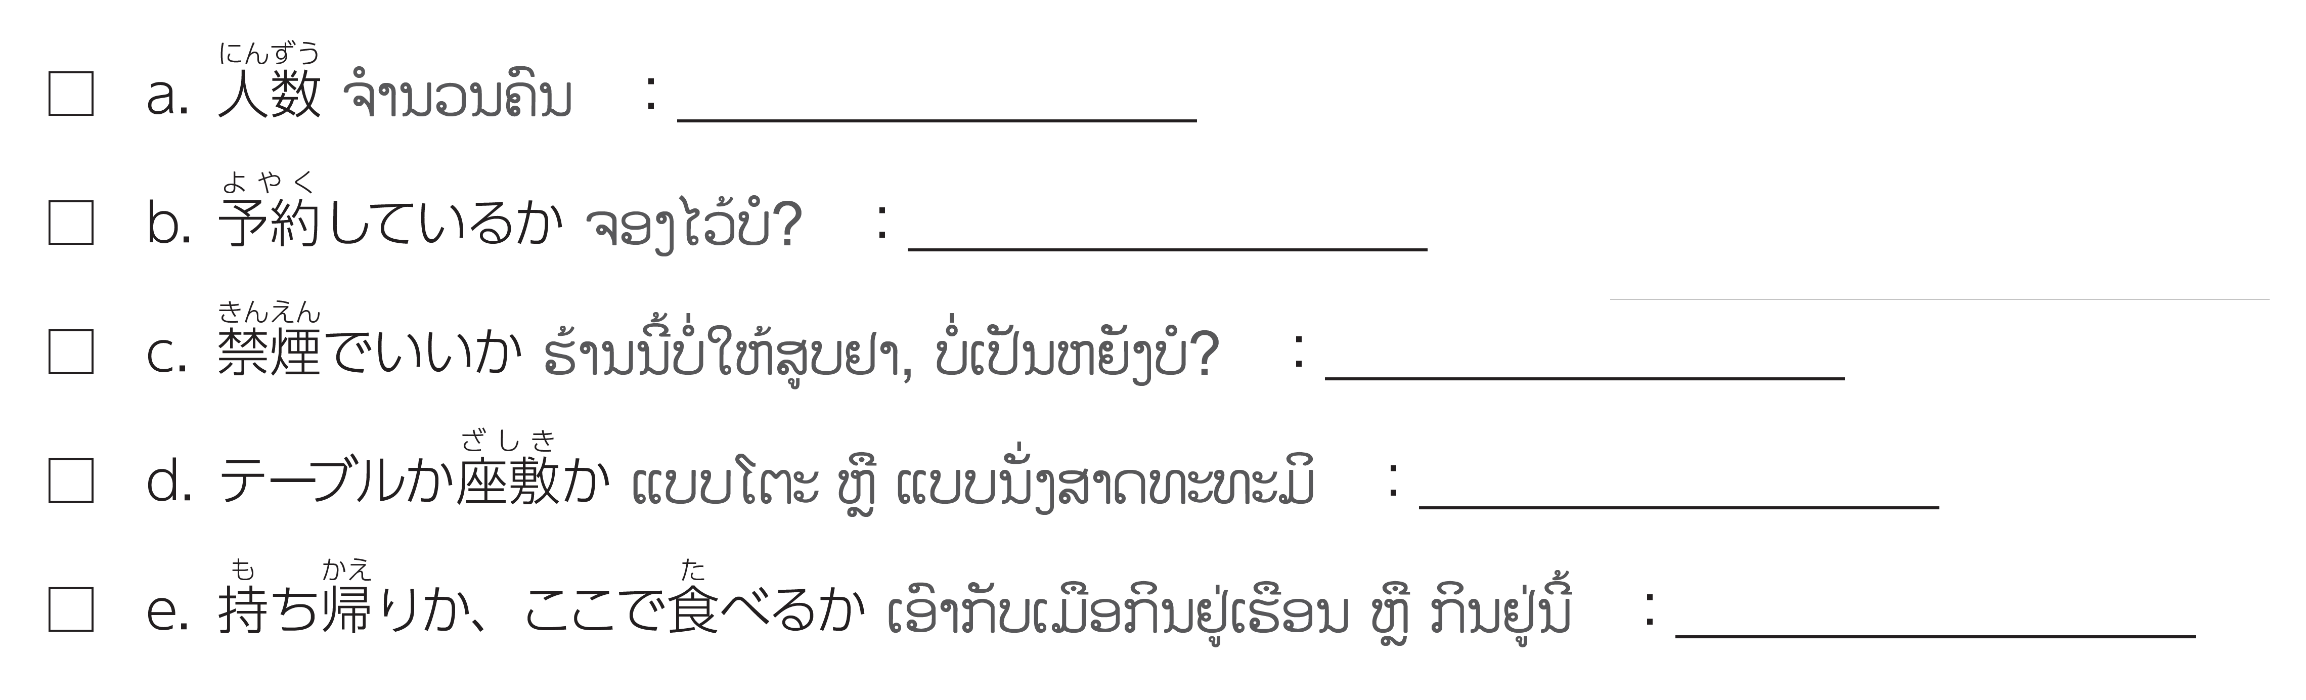 にんずう
□ a. 人数 ຈຳນວນຄົນ : ____________________
よやく
□ b. 予約しているか ຈອງໄວ້ບໍ? : ____________________
きんえん
□ c. 禁煙でいいか ຮ້ານນີ້ບໍ່ໃຫ້ສູບຢາ, ບໍ່ເປັນຫຍັງບໍ? : ____________________
ざしき
□ d. テーブルか座敷か ແບບໂຕະ ຫຼື ແບບນັ່ງສາດທະທະມິ : ____________________
も かえ た
□ e. 持ち帰りか、ここで食べるか ເອົາກັບເມືອກິນຢູ່ເຮືອນ ຫຼື ກິນຢູ່ນີ້ : ____________________